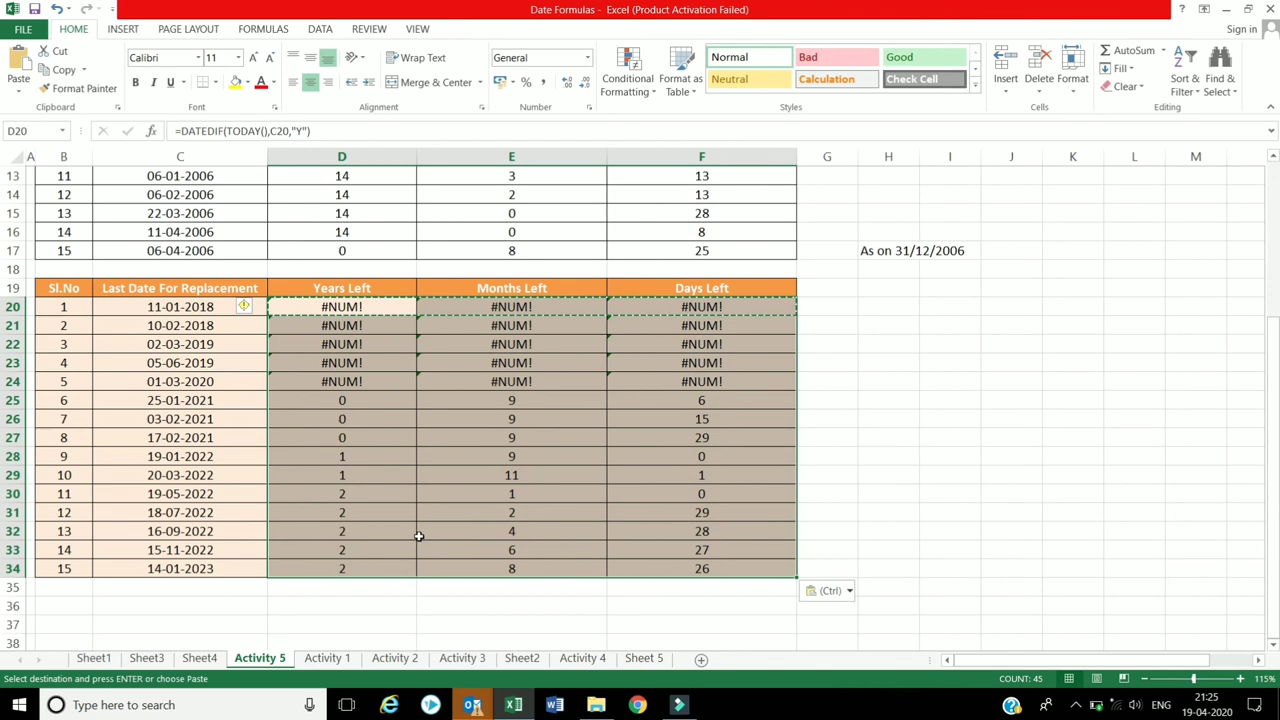 Date Formulas - Excel (Product Activation Failed)
FILE HOME INSERT PAGE LAYOUT FORMULAS DATA REVIEW VIEW Sign in
Paste Cut Copy Format Painter Clipboard
Calibri 11 B I U A Font
Wrap Text Merge & Center Alignment
General % , Number
Conditional Formatting Format as Table Normal Bad Good Neutral Calculation Check Cell Styles
Insert Delete Format Cells
AutoSum Fill Clear Sort & Filter Find & Select Editing
D20 fx =DATEDIF(TODAY(),C20,"Y")
A B C D E F G H I J K L M
13 11 06-01-2006 14 3 13
14 12 06-02-2006 14 2 13
15 13 22-03-2006 14 0 28
16 14 11-04-2006 14 0 8
17 15 06-04-2006 0 8 25 As on 31/12/2006
18
19 Sl.No Last Date For Replacement Years Left Months Left Days Left
20 1 11-01-2018 #NUM! #NUM! #NUM!
21 2 10-02-2018 #NUM! #NUM! #NUM!
22 3 02-03-2019 #NUM! #NUM! #NUM!
23 4 05-06-2019 #NUM! #NUM! #NUM!
24 5 01-03-2020 #NUM! #NUM! #NUM!
25 6 25-01-2021 0 9 6
26 7 03-02-2021 0 9 15
27 8 17-02-2021 0 9 29
28 9 19-01-2022 1 9 0
29 10 20-03-2022 1 11 1
30 11 19-05-2022 2 1 0
31 12 18-07-2022 2 2 29
32 13 16-09-2022 2 4 28
33 14 15-11-2022 2 6 27
34 15 14-01-2023 2 8 26
35 (Ctrl)
36
37
38
Sheet1 Sheet3 Sheet4 Activity 5 Activity 1 Activity 2 Activity 3 Sheet2 Activity 4 Sheet 5
Select destination and press ENTER or choose Paste COUNT: 45 115%
Type here to search 21:25
19-04-2020